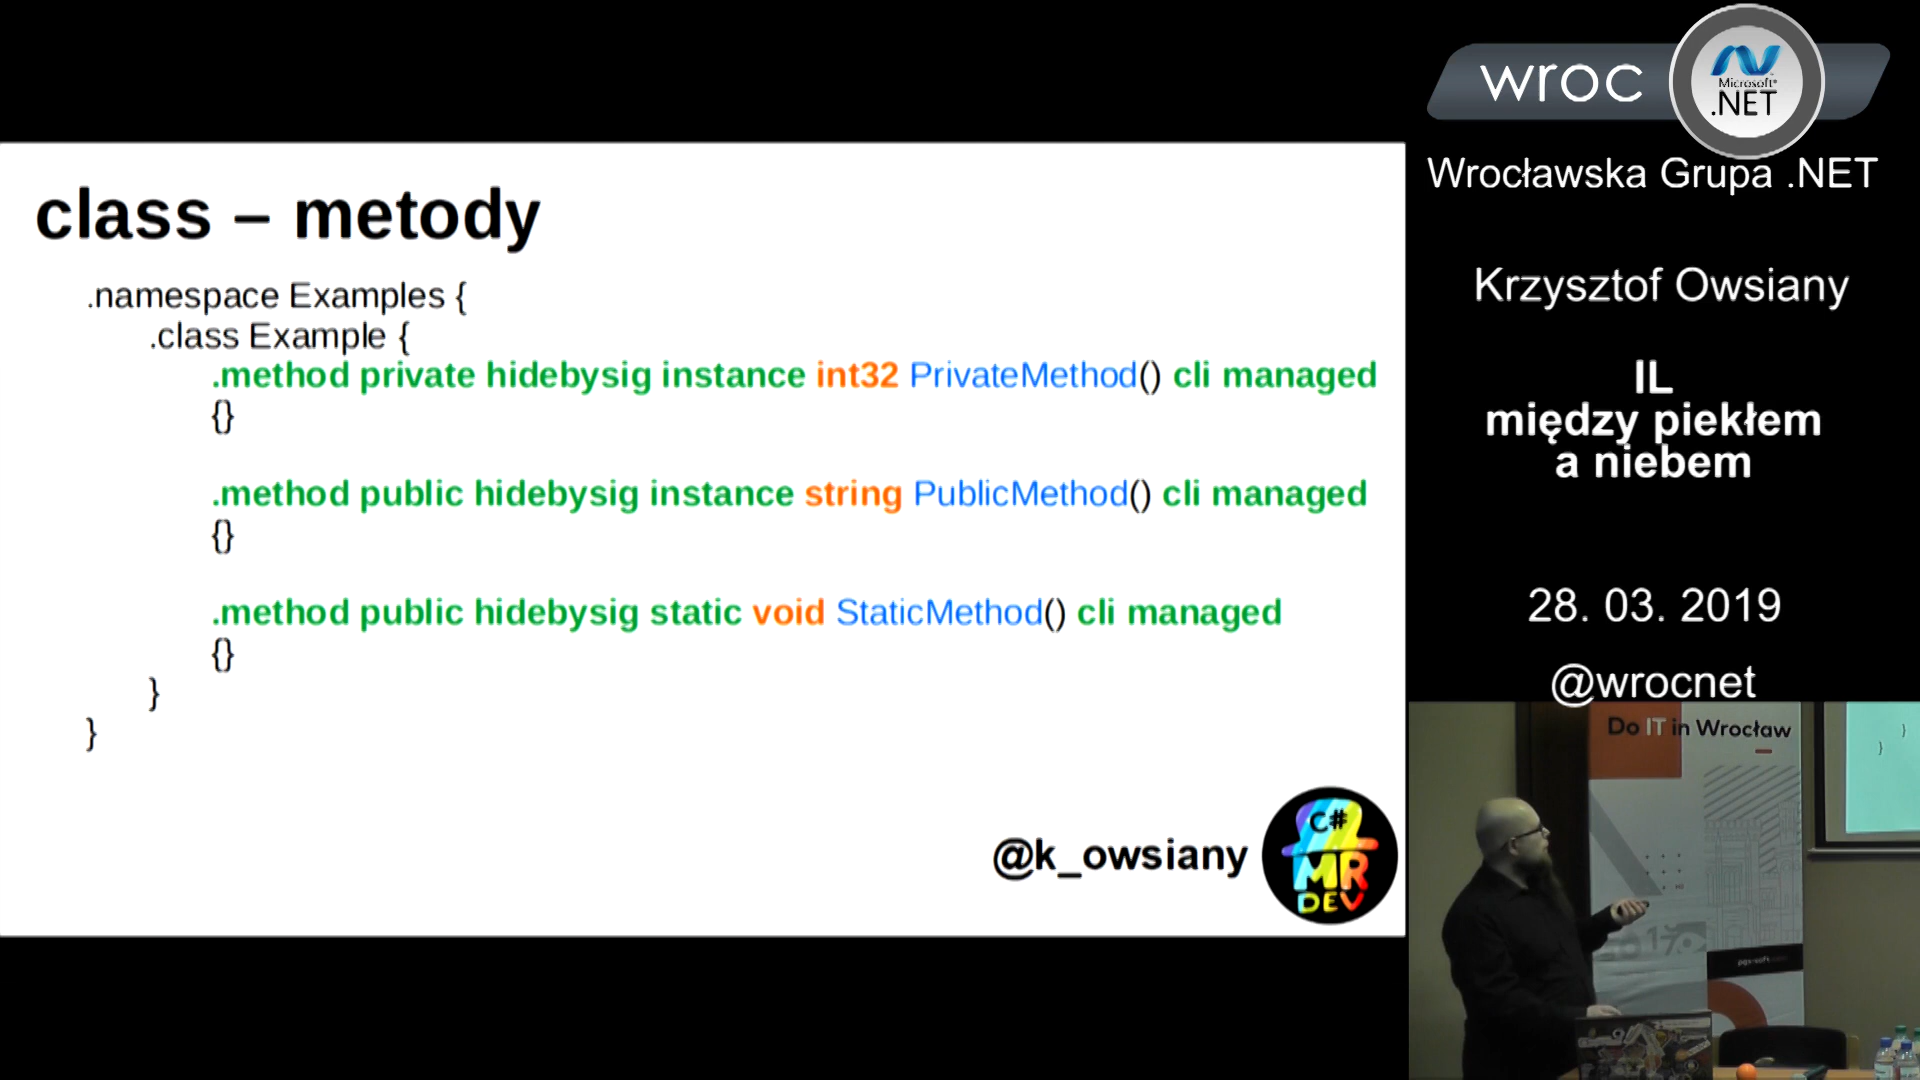 class – metody
.namespace Examples {
.class Example {
.method private hidebysig instance int32 PrivateMethod() cli managed
{}
.method public hidebysig instance string PublicMethod() cli managed
{}
.method public hidebysig static void StaticMethod() cli managed
{}
}
}
@k_owsiany
C#
MR
DEV
wroc
Microsoft®
.NET
Wrocławska Grupa .NET
Krzysztof Owsiany
IL
między piekłem
a niebem
28. 03. 2019
@wrocnet
Do IT in Wrocław
}
}